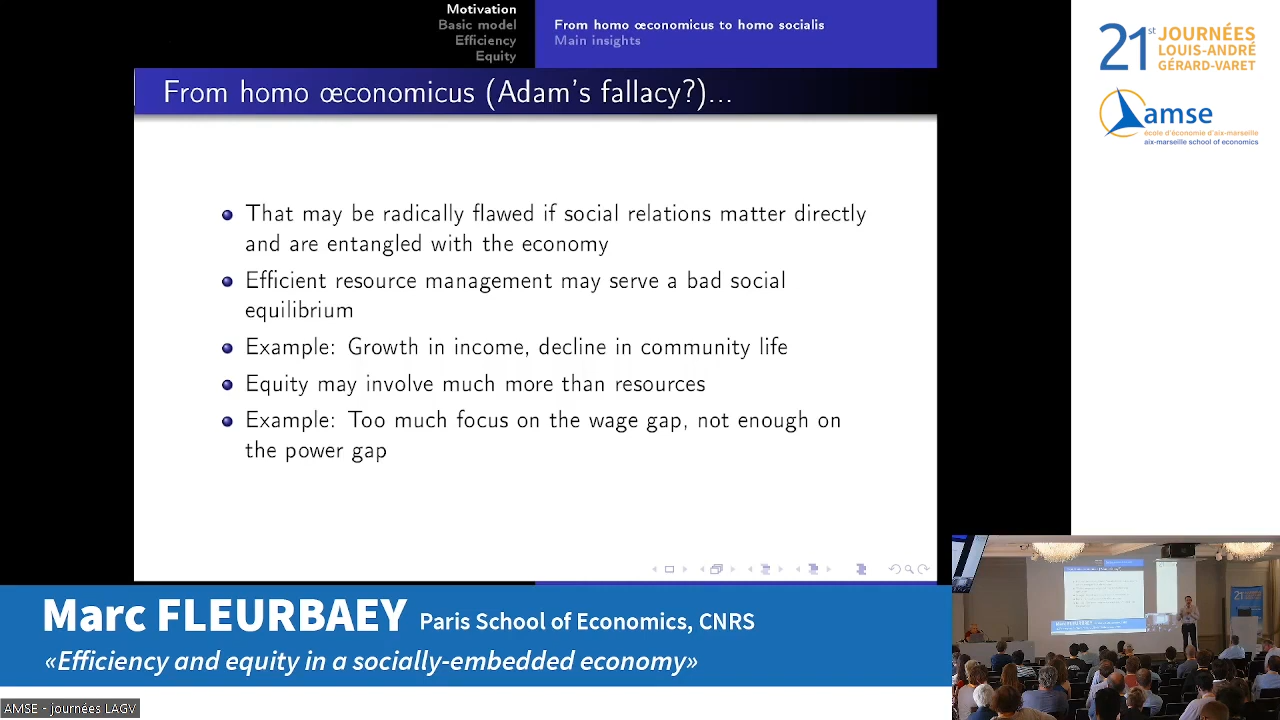 Motivation
Basic model
Efficiency
Equity
From homo œconomicus to homo socialis
Main insights
From homo œconomicus (Adam's fallacy?)...
That may be radically flawed if social relations matter directly
and are entangled with the economy
Efficient resource management may serve a bad social
equilibrium
Example: Growth in income, decline in community life
Equity may involve much more than resources
Example: Too much focus on the wage gap, not enough on
the power gap
21st JOURNÉES
LOUIS-ANDRÉ
GÉRARD-VARET
amse
école d'économie d'aix-marseille
aix-marseille school of economics
Marc FLEURBAEY Paris School of Economics, CNRS
«Efficiency and equity in a socially-embedded economy»
AMSE - journées LAGV